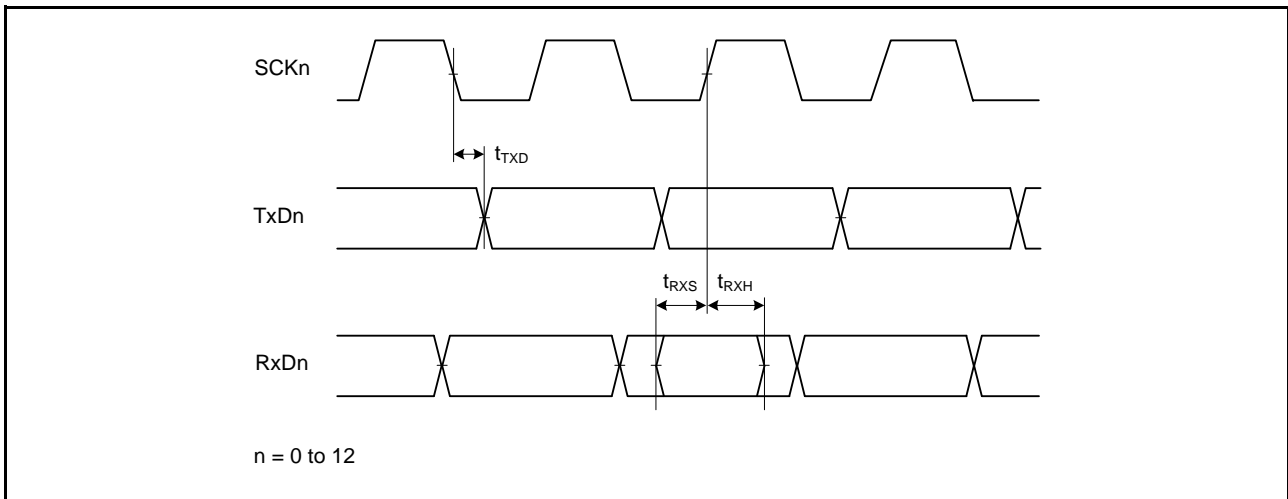 SCKn
tTXD
TxDn
tRXS tRXH
RxDn
n = 0 to 12